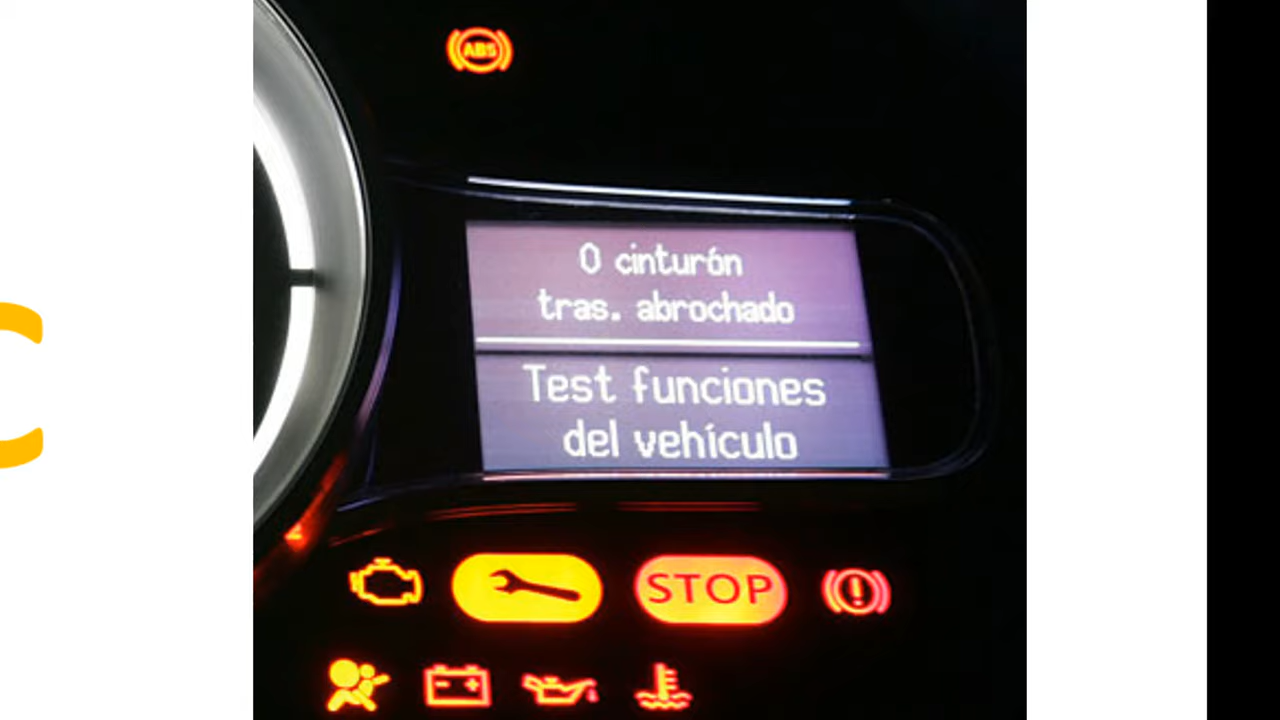 ABS
0 cinturón
tras. abrochado
Test funciones
del vehículo
STOP